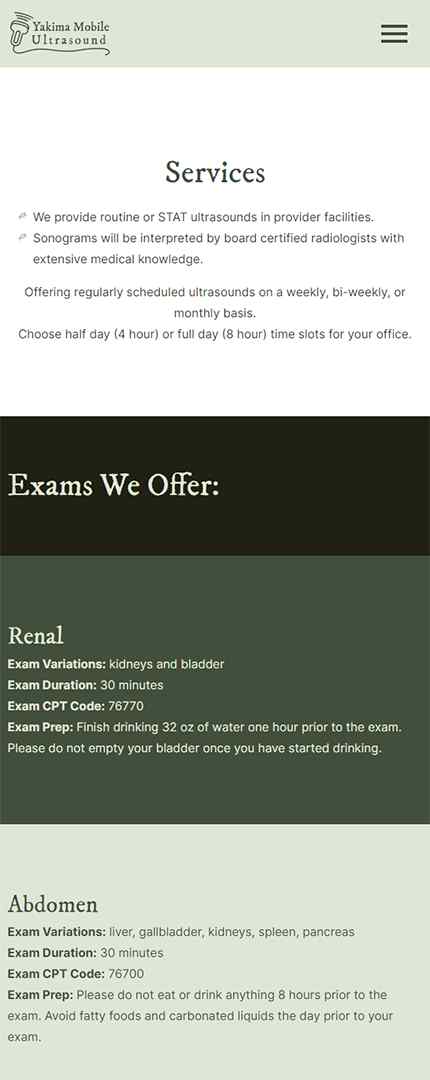 Yakima Mobile
Ultrasound
Services
We provide routine or STAT ultrasounds in provider facilities.
Sonograms will be interpreted by board certified radiologists with
extensive medical knowledge.
Offering regularly scheduled ultrasounds on a weekly, bi-weekly, or
monthly basis.
Choose half day (4 hour) or full day (8 hour) time slots for your office.
Exams We Offer:
Renal
Exam Variations: kidneys and bladder
Exam Duration: 30 minutes
Exam CPT Code: 76770
Exam Prep: Finish drinking 32 oz of water one hour prior to the exam.
Please do not empty your bladder once you have started drinking.
Abdomen
Exam Variations: liver, gallbladder, kidneys, spleen, pancreas
Exam Duration: 30 minutes
Exam CPT Code: 76700
Exam Prep: Please do not eat or drink anything 8 hours prior to the
exam. Avoid fatty foods and carbonated liquids the day prior to your
exam.